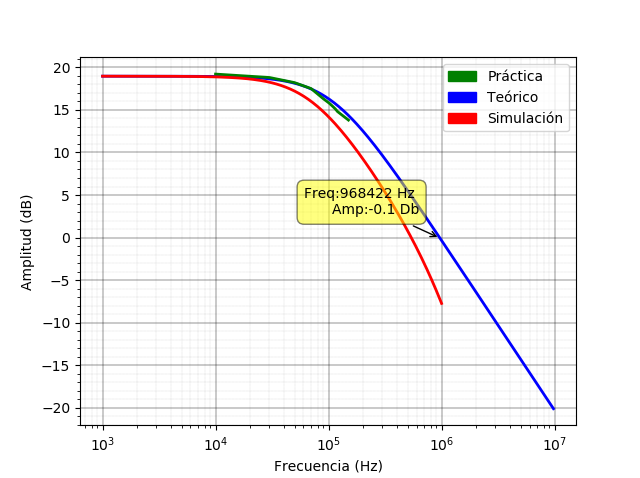 Práctica
Teórico
Simulación
Freq:968422 Hz
Amp:-0.1 Db
Amplitud (dB)
20
15
10
5
0
−5
−10
−15
−20
10³
10⁴
10⁵
10⁶
10⁷
Frecuencia (Hz)